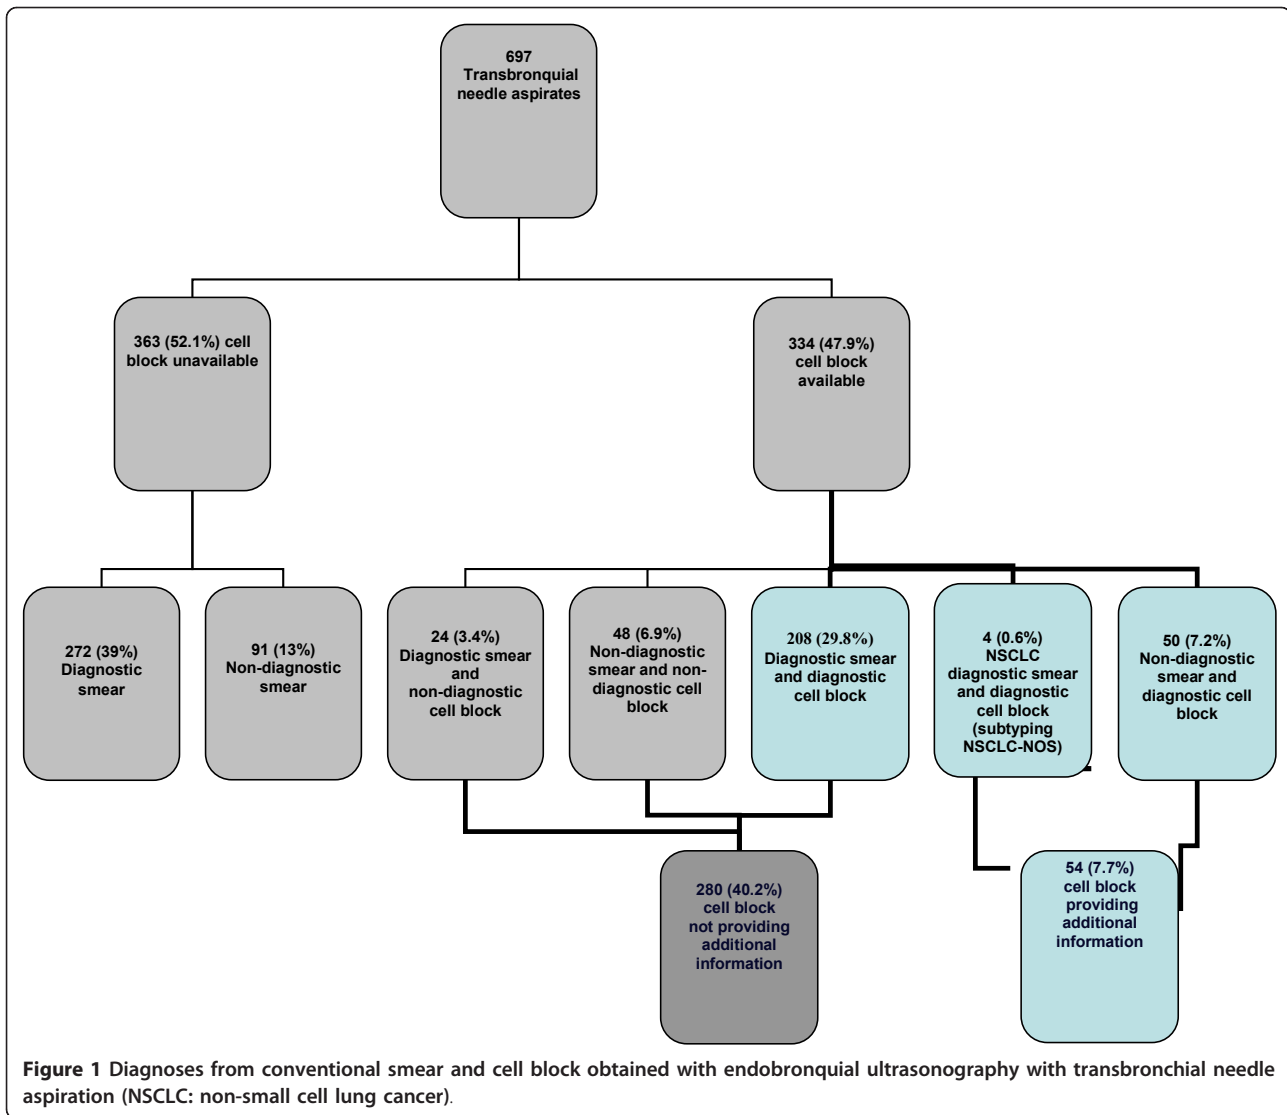 697
Transbronquial
needle aspirates
363 (52.1%) cell
block unavailable
334 (47.9%)
cell block
available
272 (39%)
Diagnostic
smear
91 (13%)
Non-diagnostic
smear
24 (3.4%)
Diagnostic smear
and
non-diagnostic
cell block
48 (6.9%)
Non-diagnostic
smear and non-
diagnostic cell
block
208 (29.8%)
Diagnostic smear
and diagnostic
cell block
4 (0.6%)
NSCLC
diagnostic smear
and diagnostic
cell block
(subtyping
NSCLC-NOS)
50 (7.2%)
Non-diagnostic
smear and
diagnostic cell
block
280 (40.2%)
cell block
not providing
additional
information
54 (7.7%)
cell block
providing
additional
information
Figure 1 Diagnoses from conventional smear and cell block obtained with endobronquial ultrasonography with transbronchial needle
aspiration (NSCLC: non-small cell lung cancer).